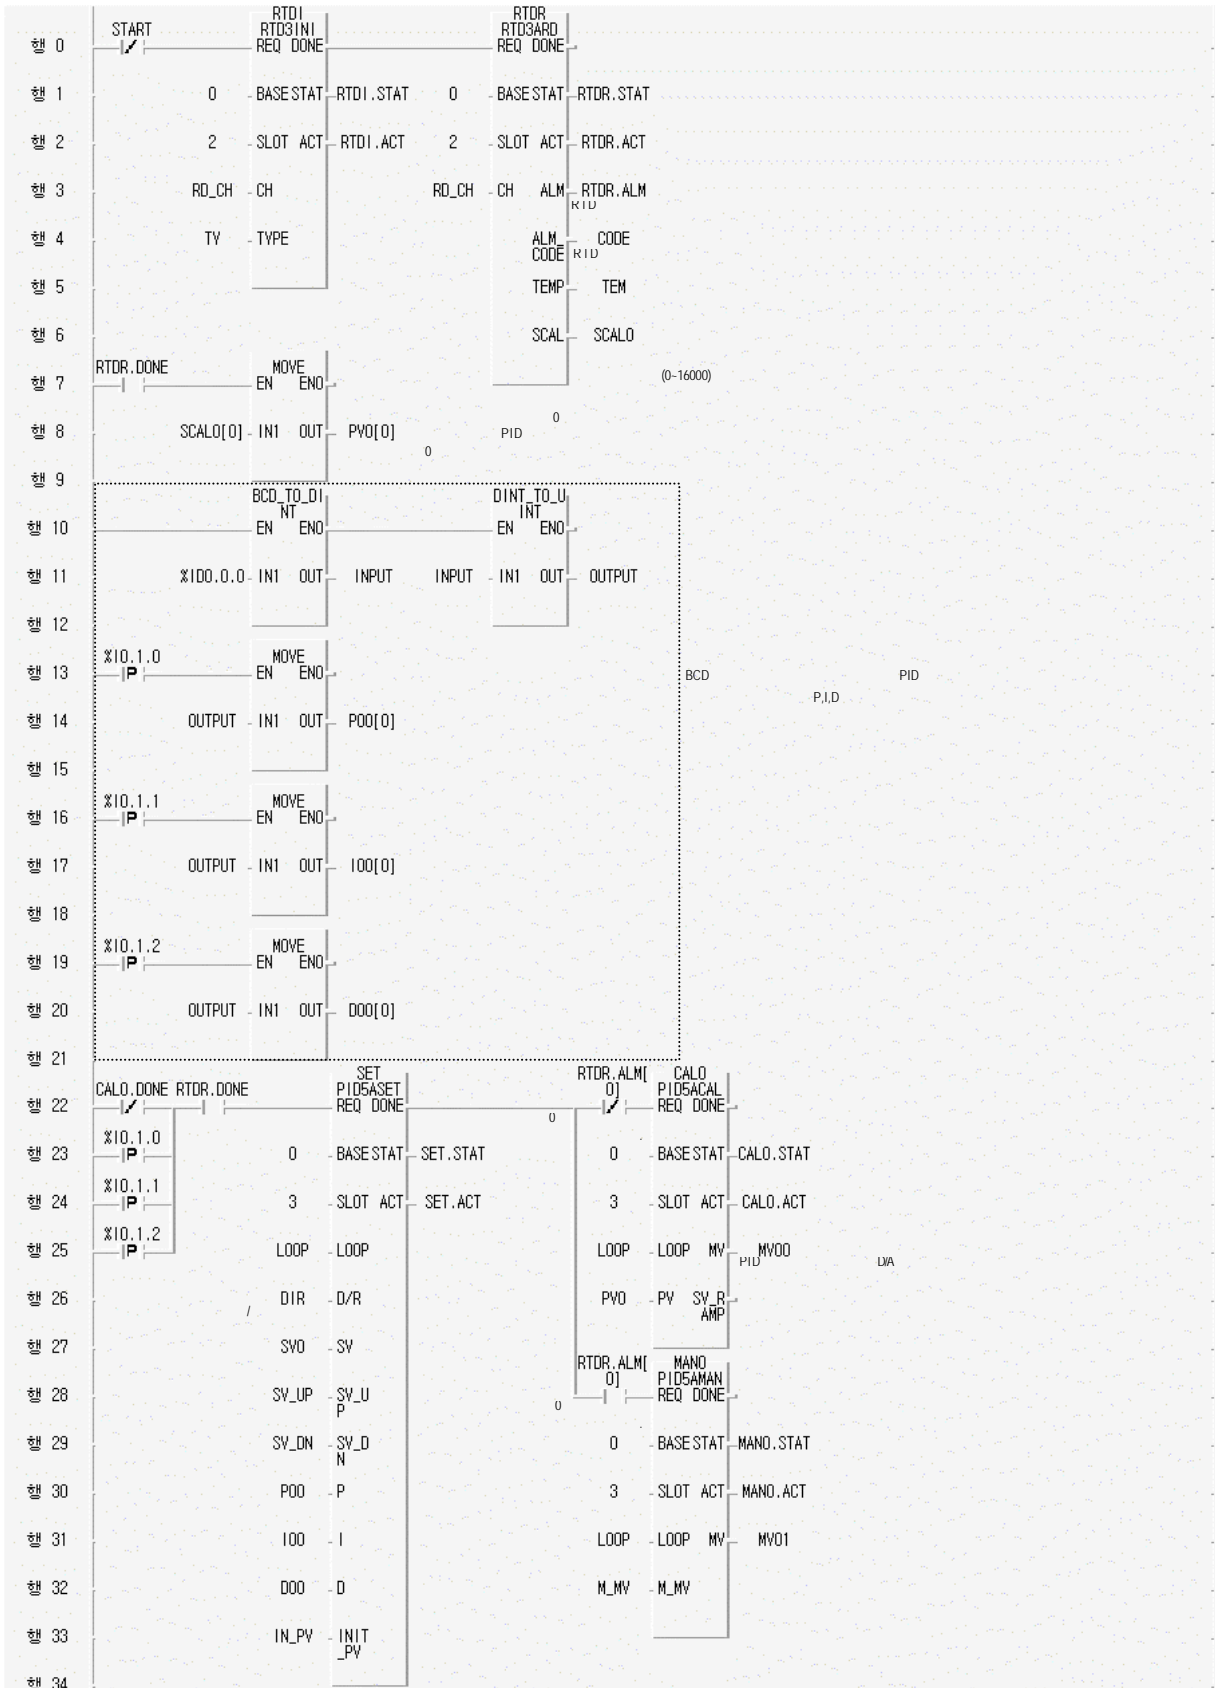 RTDI RTDR
START RTD3INI RTD3ARD
행 0 REQ DONE REQ DONE
행 1 0 BASE STAT RTDI.STAT 0 BASE STAT RTDR.STAT
행 2 2 SLOT ACT RTDI.ACT 2 SLOT ACT RTDR.ACT
행 3 RD_CH CH RD_CH CH ALM RTDR.ALM
RTD
행 4 TY TYPE ALM_ CODE
CODE RTD
행 5 TEMP TEM
행 6 SCAL SCAL0
RTDR.DONE MOVE
행 7 EN ENO (0~16000)
0
행 8 SCAL0[0] IN1 OUT PV0[0] PID
0
행 9
BCD_TO_DI DINT_TO_U
NT INT
행 10 EN ENO EN ENO
행 11 %ID0.0.0 IN1 OUT INPUT INPUT IN1 OUT OUTPUT
행 12
%I0.1.0 MOVE
행 13 P EN ENO BCD PID
P,I,D
행 14 OUTPUT IN1 OUT P00[0]
행 15
%I0.1.1 MOVE
행 16 P EN ENO
행 17 OUTPUT IN1 OUT I00[0]
행 18
%I0.1.2 MOVE
행 19 P EN ENO
행 20 OUTPUT IN1 OUT D00[0]
행 21
SET RTDR.ALM[ CAL0
CAL0.DONE RTDR.DONE PID5ASET 0] PID5ACAL
행 22 REQ DONE REQ DONE
0
%I0.1.0
행 23 P 0 BASE STAT SET.STAT 0 BASE STAT CAL0.STAT
%I0.1.1
행 24 P 3 SLOT ACT SET.ACT 3 SLOT ACT CAL0.ACT
%I0.1.2
행 25 P LOOP LOOP LOOP LOOP MV MV00
PID D/A
행 26 DIR D/R PV0 PV SV_R
/ AMP
행 27 SV0 SV
RTDR.ALM[ MAN0
0] PID5AMAN
행 28 SV_UP SV_U REQ DONE
P 0
행 29 SV_DN SV_D 0 BASE STAT MAN0.STAT
N
행 30 P00 P 3 SLOT ACT MAN0.ACT
행 31 I00 I LOOP LOOP MV MV01
행 32 D00 D M_MV M_MV
행 33 IN_PV INIT
_PV
행 34